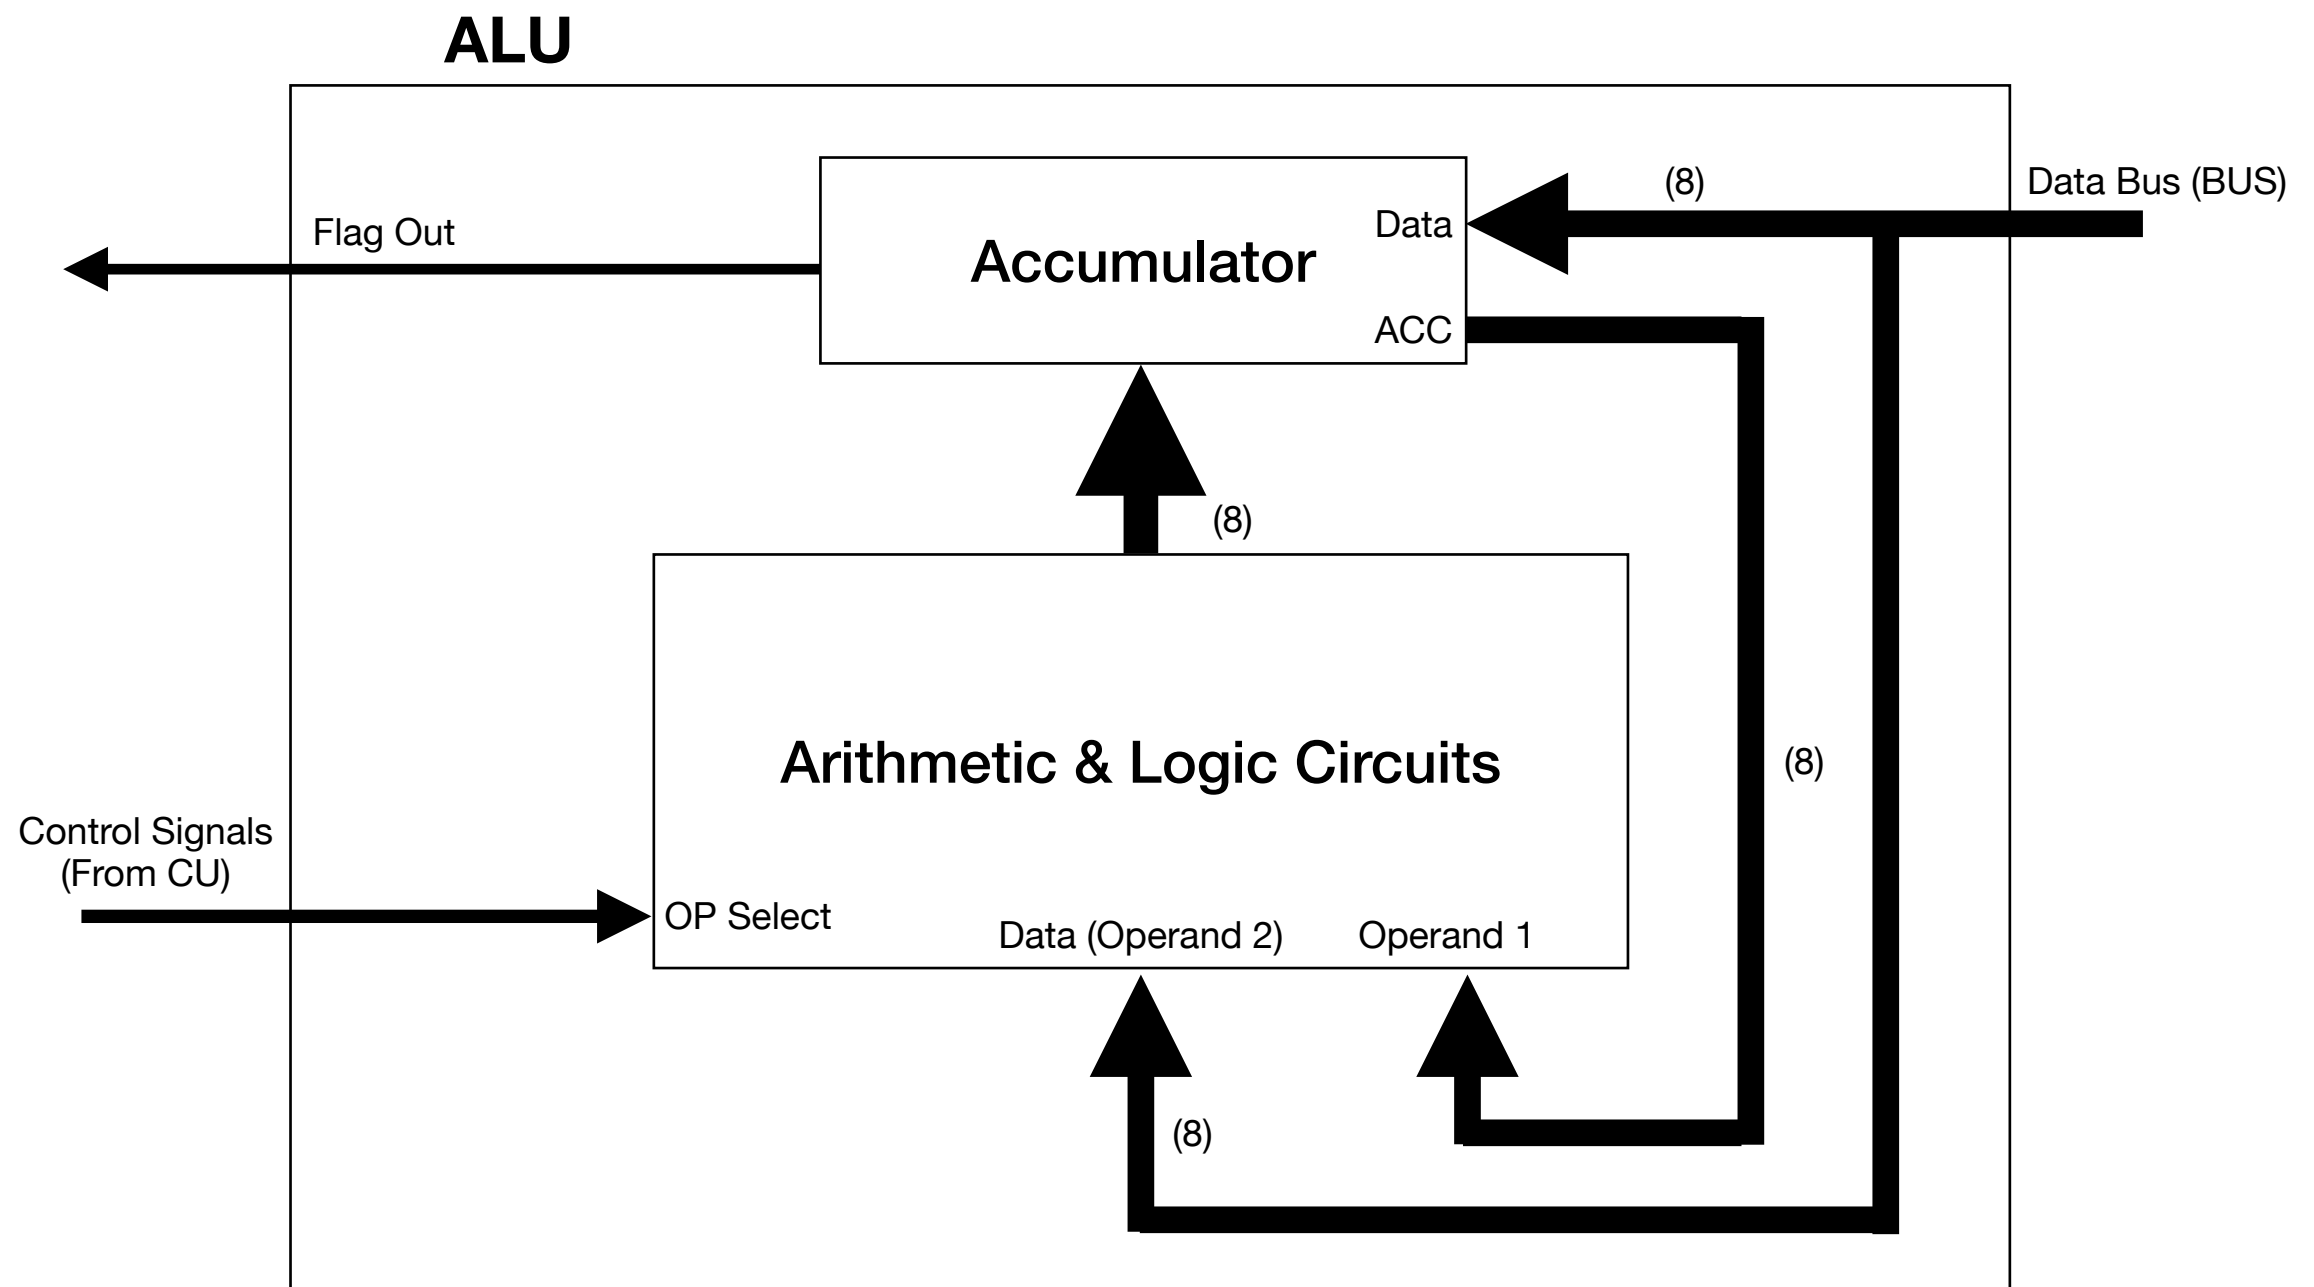 ALU
(8)
Data Bus (BUS)
Flag Out
Data
Accumulator
ACC
(8)
Arithmetic & Logic Circuits
(8)
Control Signals
(From CU)
OP Select
Data (Operand 2)
Operand 1
(8)